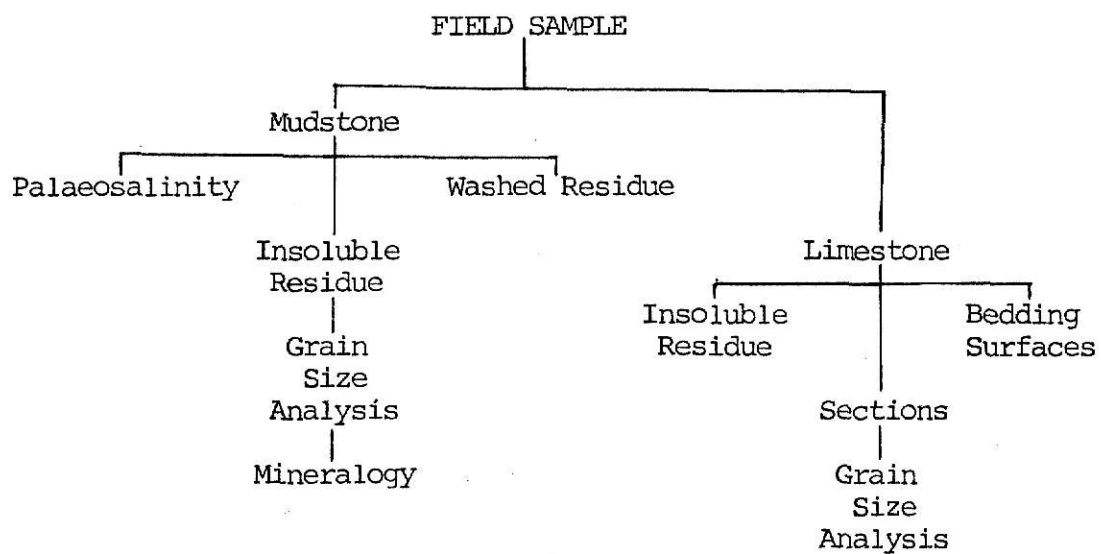 FIELD SAMPLE
Mudstone
Palaeosalinity
Washed Residue
Insoluble
Residue
Grain
Size
Analysis
Mineralogy
Limestone
Insoluble
Residue
Bedding
Surfaces
Sections
Grain
Size
Analysis